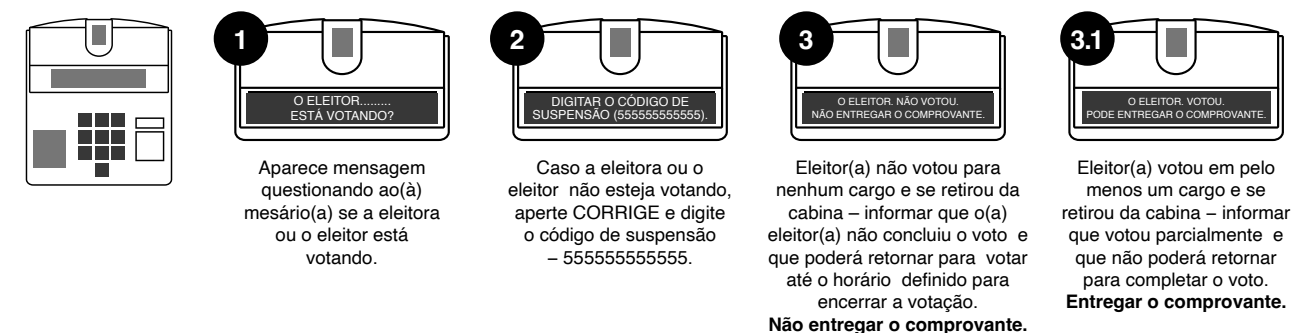 1
O ELEITOR.........
ESTÁ VOTANDO?
Aparece mensagem
questionando ao(à)
mesário(a) se a eleitora
ou o eleitor está
votando.
2
DIGITAR O CÓDIGO DE
SUSPENSÃO (555555555555).
Caso a eleitora ou o
eleitor não esteja votando,
aperte CORRIGE e digite
o código de suspensão
– 555555555555.
3
O ELEITOR. NÃO VOTOU.
NÃO ENTREGAR O COMPROVANTE.
Eleitor(a) não votou para
nenhum cargo e se retirou da
cabina – informar que o(a)
eleitor(a) não concluiu o voto e
que poderá retornar para votar
até o horário definido para
encerrar a votação.
Não entregar o comprovante.
3.1
O ELEITOR. VOTOU.
PODE ENTREGAR O COMPROVANTE.
Eleitor(a) votou em pelo
menos um cargo e se
retirou da cabina – informar
que votou parcialmente e
que não poderá retornar
para completar o voto.
Entregar o comprovante.